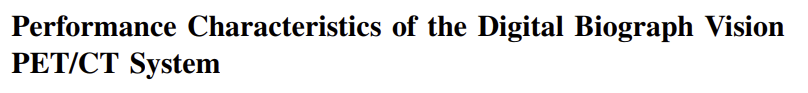 Performance Characteristics of the Digital Biograph Vision
PET/CT System